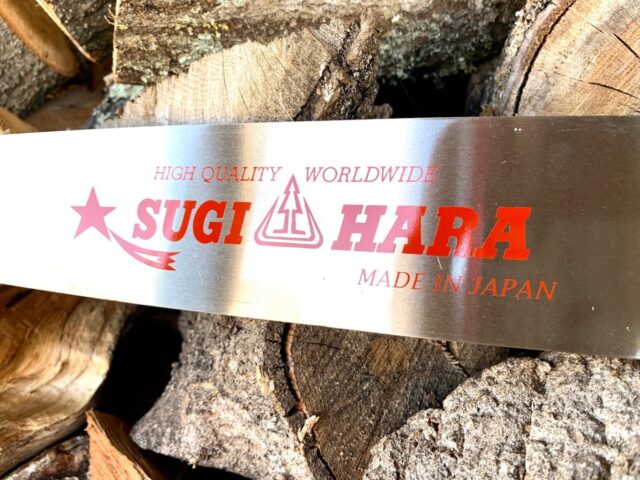 HIGH QUALITY WORLDWIDE
SUGI HARA
MADE IN JAPAN